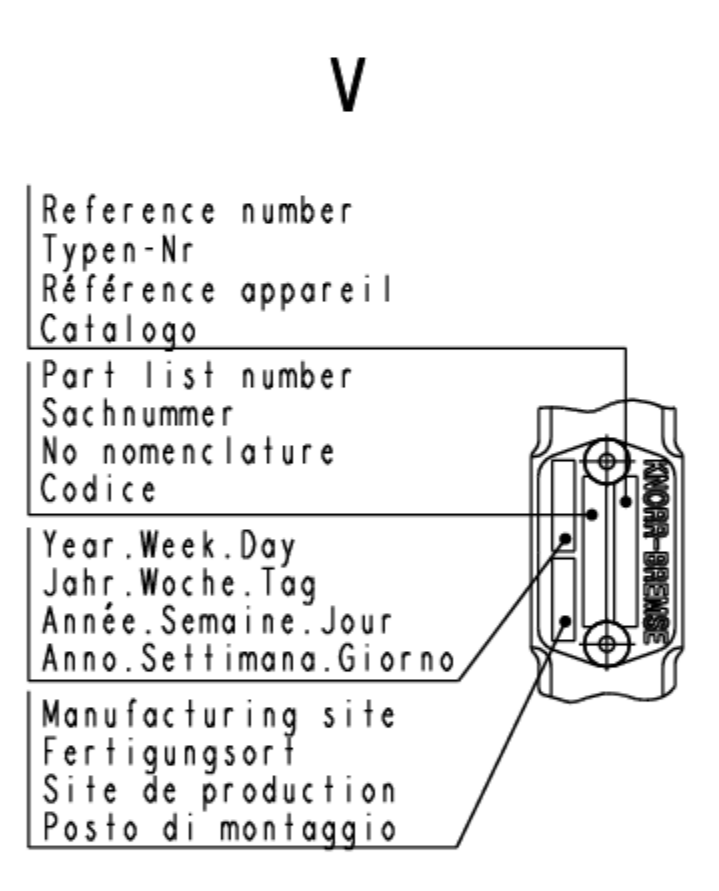 V
Reference number
Typen-Nr
Référence appareil
Catalogo
Part list number
Sachnummer
No nomenclature
Codice
Year.Week.Day
Jahr.Woche.Tag
Année.Semaine.Jour
Anno.Settimana.Giorno
Manufacturing site
Fertigungsort
Site de production
Posto di montaggio
KNORR-BREMSE